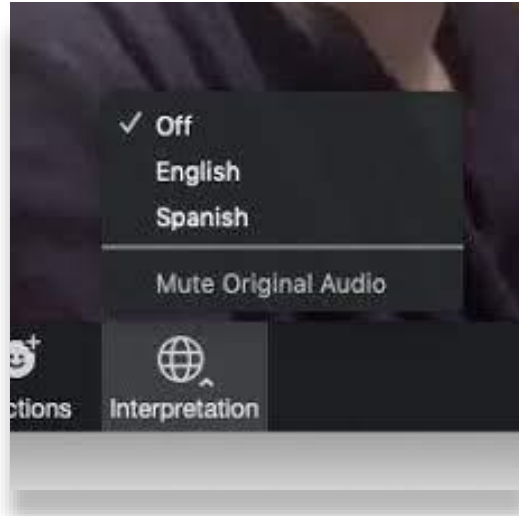 Off
English
Spanish
Mute Original Audio
ctions
Interpretation